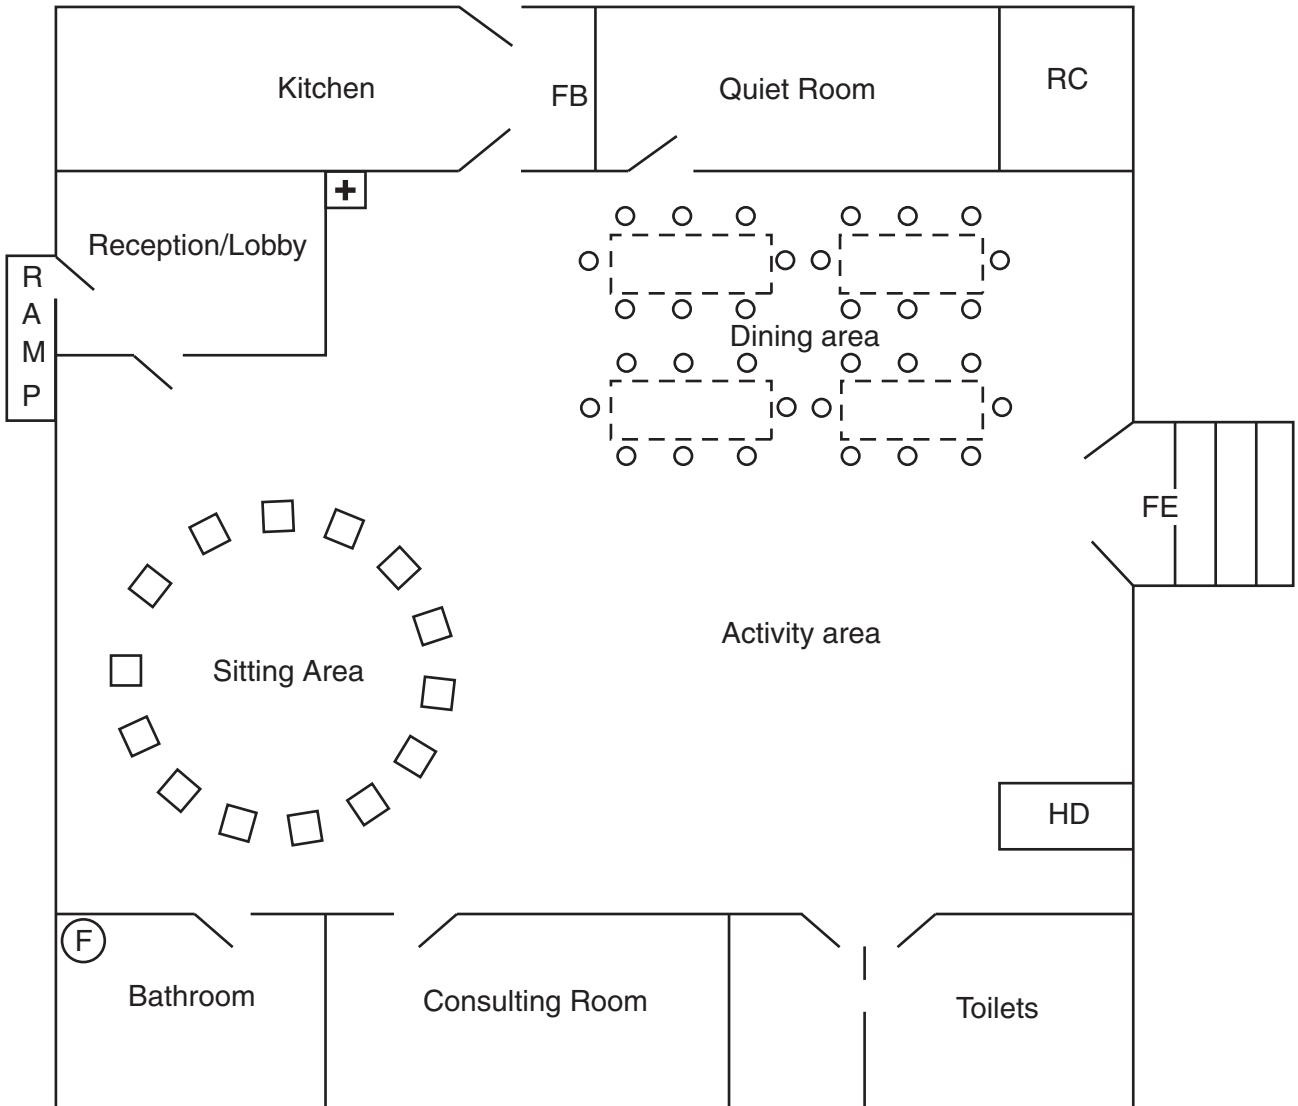 Kitchen
FB
Quiet Room
RC
Reception/Lobby
R
A
M
P
Dining area
FE
Activity area
Sitting Area
HD
F
Bathroom
Consulting Room
Toilets